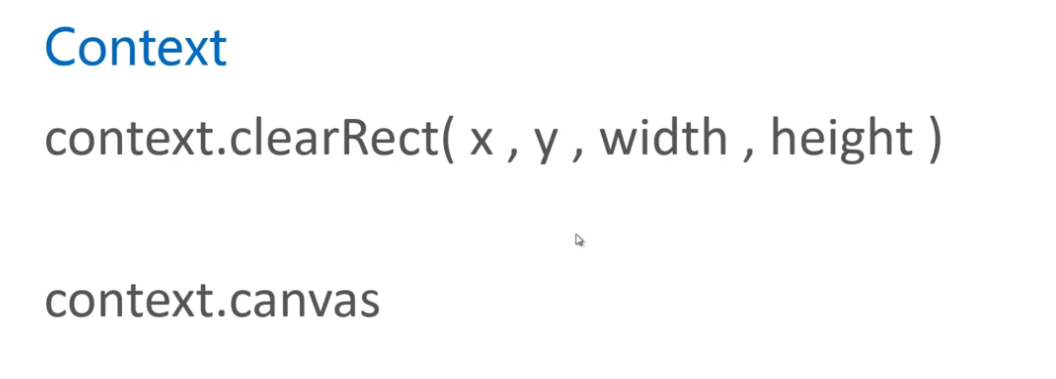 Context
context.clearRect( x , y , width , height )
context.canvas